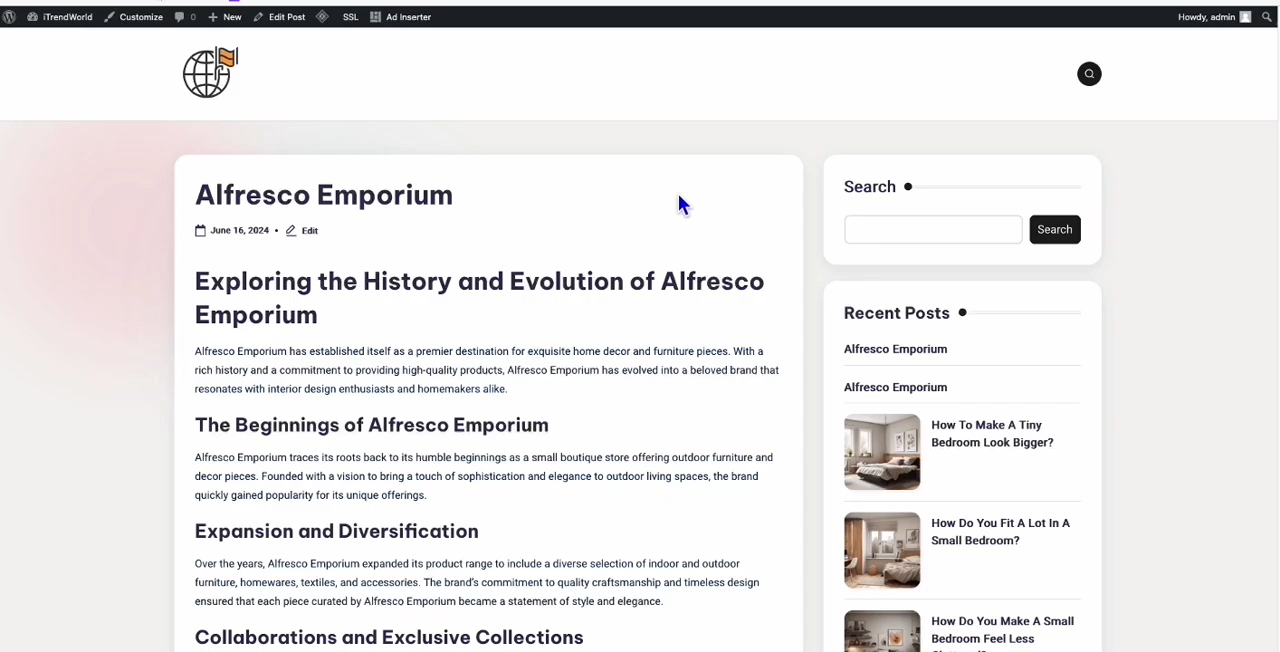 iTrendWorld Customize 0 New Edit Post SSL Ad Inserter Howdy, admin
Alfresco Emporium
June 16, 2024 • Edit
Exploring the History and Evolution of Alfresco
Emporium
Alfresco Emporium has established itself as a premier destination for exquisite home decor and furniture pieces. With a
rich history and a commitment to providing high-quality products, Alfresco Emporium has evolved into a beloved brand that
resonates with interior design enthusiasts and homemakers alike.
The Beginnings of Alfresco Emporium
Alfresco Emporium traces its roots back to its humble beginnings as a small boutique store offering outdoor furniture and
decor pieces. Founded with a vision to bring a touch of sophistication and elegance to outdoor living spaces, the brand
quickly gained popularity for its unique offerings.
Expansion and Diversification
Over the years, Alfresco Emporium expanded its product range to include a diverse selection of indoor and outdoor
furniture, homewares, textiles, and accessories. The brand's commitment to quality craftsmanship and timeless design
ensured that each piece curated by Alfresco Emporium became a statement of style and elegance.
Collaborations and Exclusive Collections
Search
Search
Recent Posts
Alfresco Emporium
Alfresco Emporium
How To Make A Tiny
Bedroom Look Bigger?
How Do You Fit A Lot In A
Small Bedroom?
How Do You Make A Small
Bedroom Feel Less